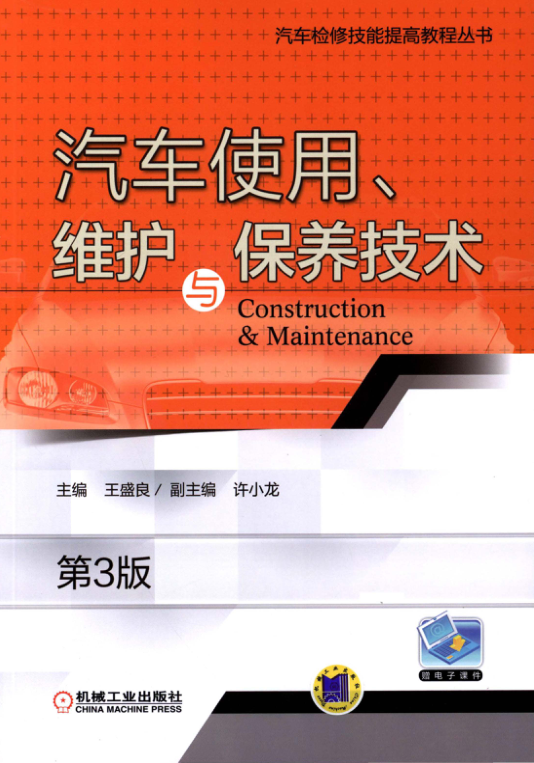 汽车检修技能提高教程丛书
汽车使用、
维护与保养技术
Construction
& Maintenance
主编 王盛良/ 副主编 许小龙
第3版
赠电子课件
机械工业出版社
CHINA MACHINE PRESS